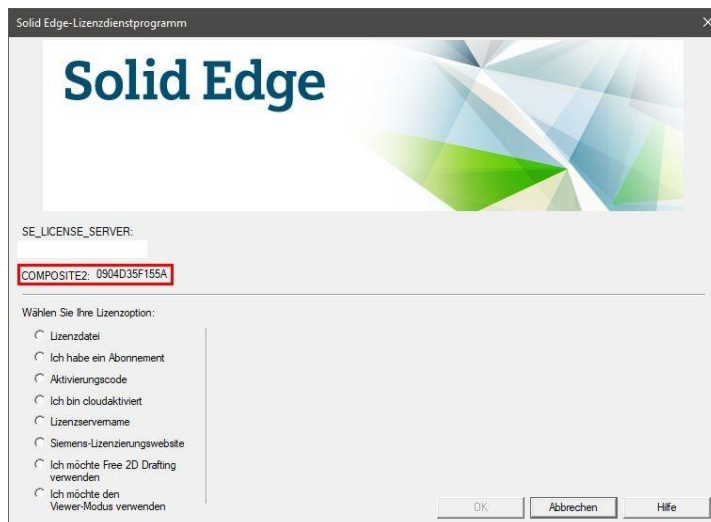 Solid Edge-Lizenzdienstprogramm
Solid Edge
SE_LICENSE_SERVER:
COMPOSITE2: 0904D35F155A
Wählen Sie Ihre Lizenzoption:
Lizenzdatei
Ich habe ein Abonnement
Aktivierungscode
Ich bin cloudaktiviert
Lizenzservername
Siemens-Lizenzierungswebsite
Ich möchte Free 2D Drafting
verwenden
Ich möchte den
Viewer-Modus verwenden
OK Abbrechen Hilfe